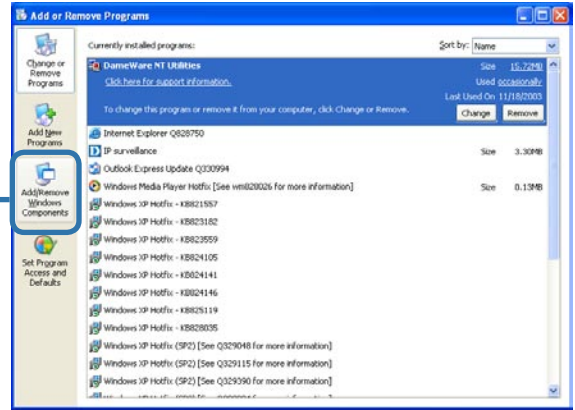 Add or Remove Programs
Currently installed programs:
Sort by: Name
Change or
Remove
Programs
Add New
Programs
Add/Remove
Windows
Components
Set Program
Access and
Defaults
DameWare NT Utilities Size 15.72MB
Click here for support information. Used occasionally
Last Used On 11/18/2003
To change this program or remove it from your computer, click Change or Remove. Change Remove
Internet Explorer Q828750
IP surveillance Size 3.30MB
Outlook Express Update Q330994
Windows Media Player Hotfix [See wm828026 for more information] Size 0.13MB
Windows XP Hotfix - KB821557
Windows XP Hotfix - KB823182
Windows XP Hotfix - KB823559
Windows XP Hotfix - KB824105
Windows XP Hotfix - KB824141
Windows XP Hotfix - KB824146
Windows XP Hotfix - KB825119
Windows XP Hotfix - KB828035
Windows XP Hotfix (SP2) [See Q329048 for more information]
Windows XP Hotfix (SP2) [See Q329115 for more information]
Windows XP Hotfix (SP2) [See Q329390 for more information]